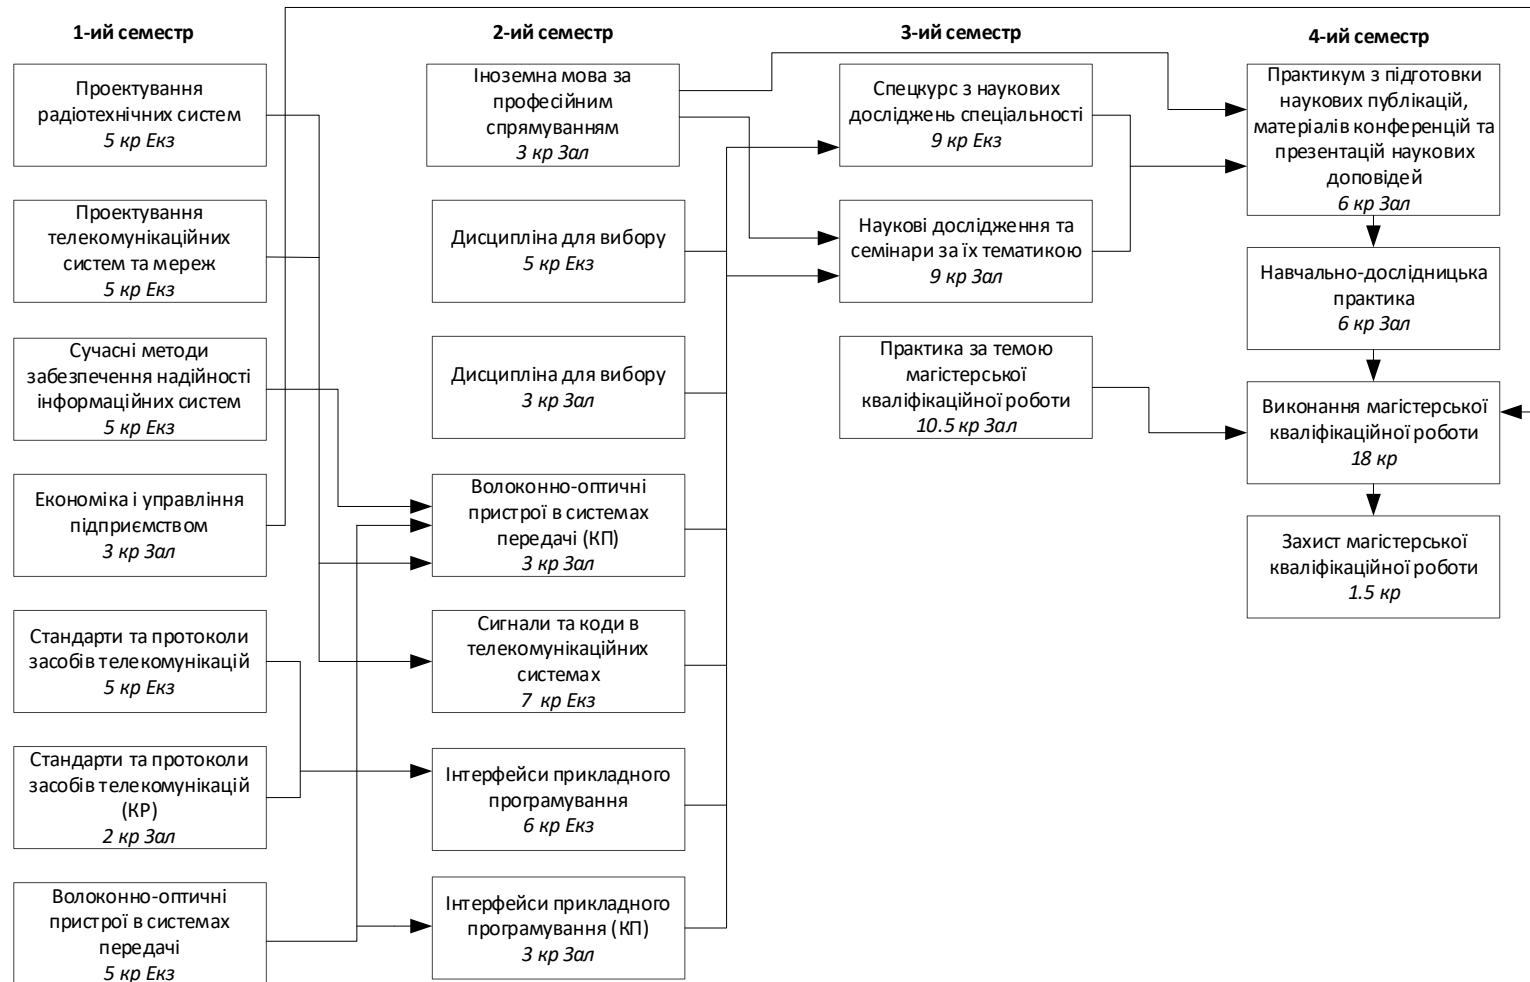 1-ий семестр
Проектування
радіотехнічних систем
5 кр Екз
Проектування
телекомунікаційних
систем та мереж
5 кр Екз
Сучасні методи
забезпечення надійності
інформаційних систем
5 кр Екз
Економіка і управління
підприємством
3 кр Зал
Стандарти та протоколи
засобів телекомунікацій
5 кр Екз
Стандарти та протоколи
засобів телекомунікацій
(КР)
2 кр Зал
Волоконно-оптичні
пристрої в системах
передачі
5 кр Екз
2-ий семестр
Іноземна мова за
професійним
спрямуванням
3 кр Зал
Дисципліна для вибору
5 кр Екз
Дисципліна для вибору
3 кр Зал
Волоконно-оптичні
пристрої в системах
передачі (КП)
3 кр Зал
Сигнали та коди в
телекомунікаційних
системах
7 кр Екз
Інтерфейси прикладного
програмування
6 кр Екз
Інтерфейси прикладного
програмування (КП)
3 кр Зал
3-ий семестр
Спецкурс з наукових
досліджень спеціальності
9 кр Екз
Наукові дослідження та
семінари за їх тематикою
9 кр Зал
Практика за темою
магістерської
кваліфікаційної роботи
10.5 кр Зал
4-ий семестр
Практикум з підготовки
наукових публікацій,
матеріалів конференцій та
презентацій наукових
доповідей
6 кр Зал
Навчально-дослідницька
практика
6 кр Зал
Виконання магістерської
кваліфікаційної роботи
18 кр
Захист магістерської
кваліфікаційної роботи
1.5 кр